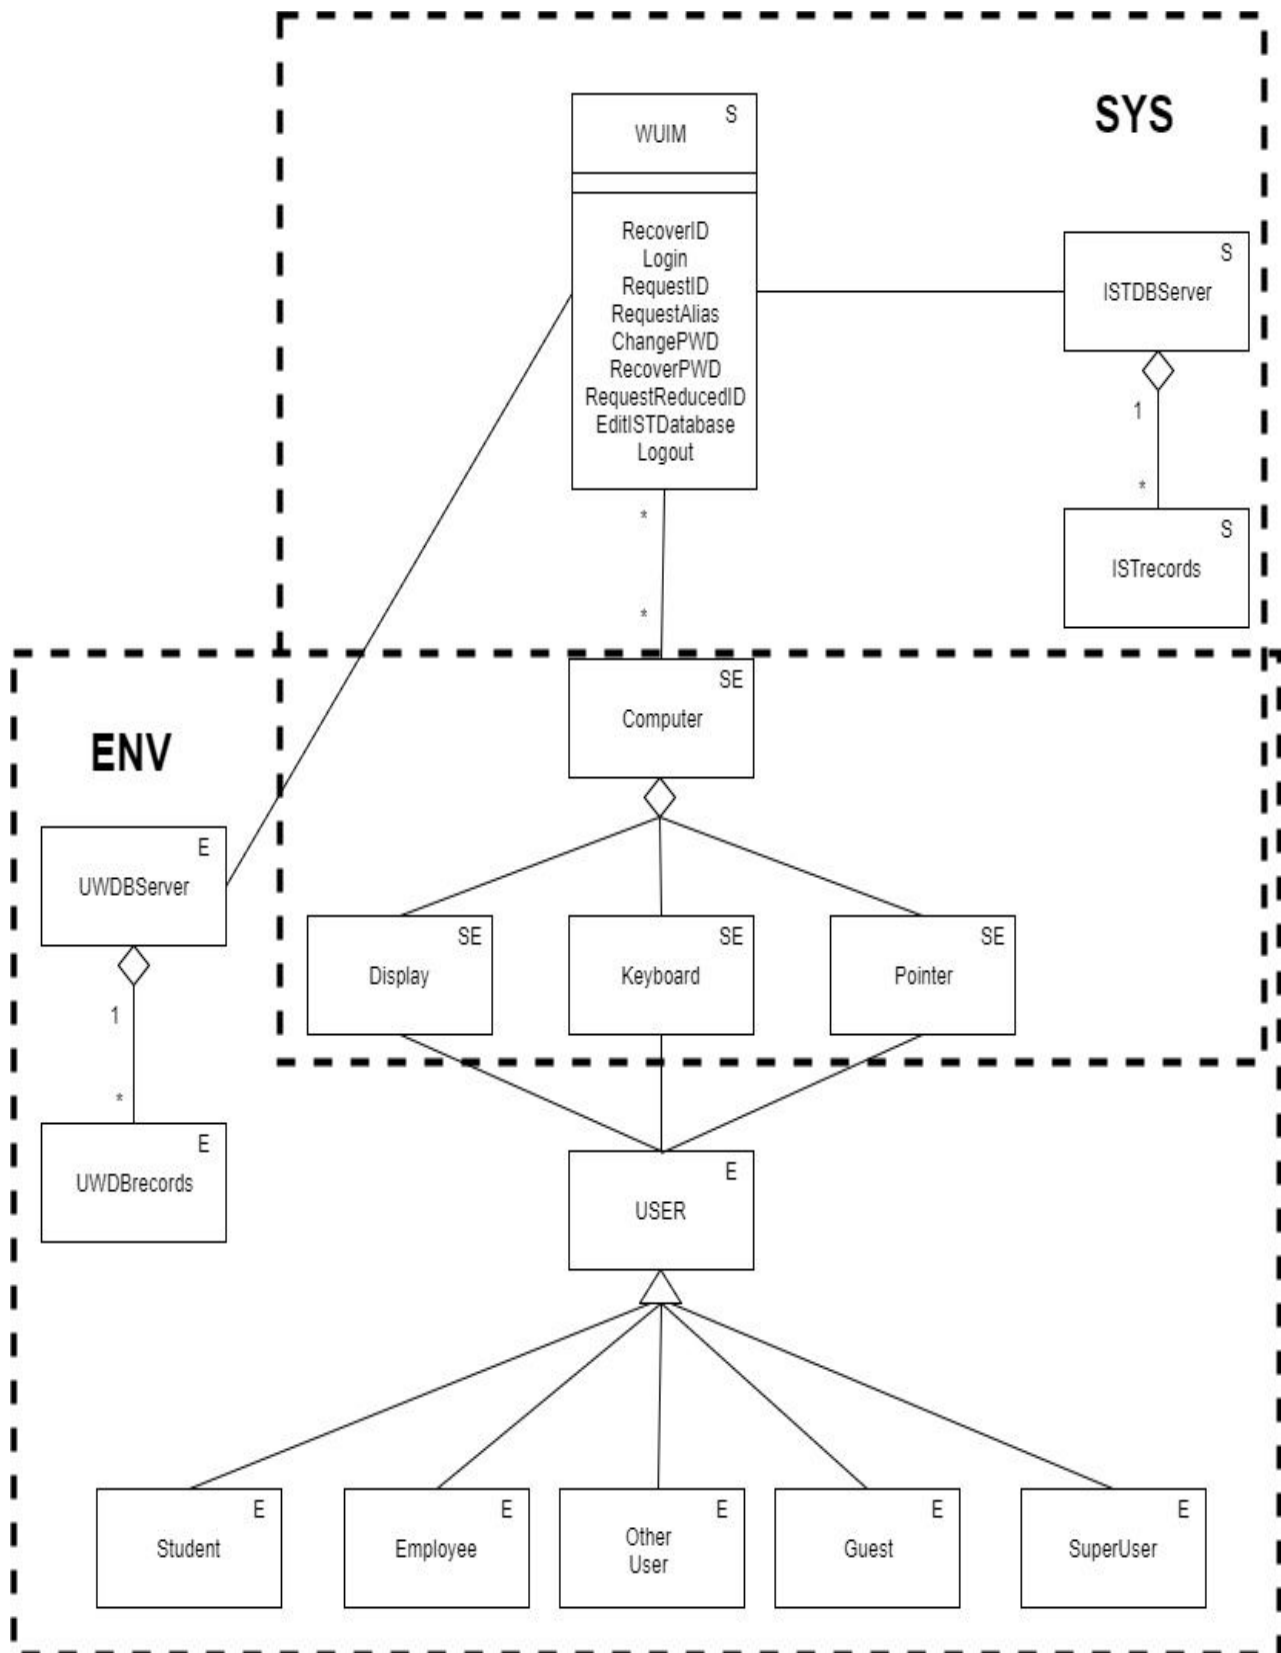 SYS
S
WUIM
RecoverID
Login
RequestID
RequestAlias
ChangePWD
RecoverPWD
RequestReducedID
EditISTDatabase
Logout
S
ISTDBServer
1
*
S
ISTrecords
*
*
SE
Computer
ENV
E
UWDBServer
1
*
E
UWDBrecords
SE
Display
SE
Keyboard
SE
Pointer
E
USER
E
Student
E
Employee
E
Other
User
E
Guest
E
SuperUser